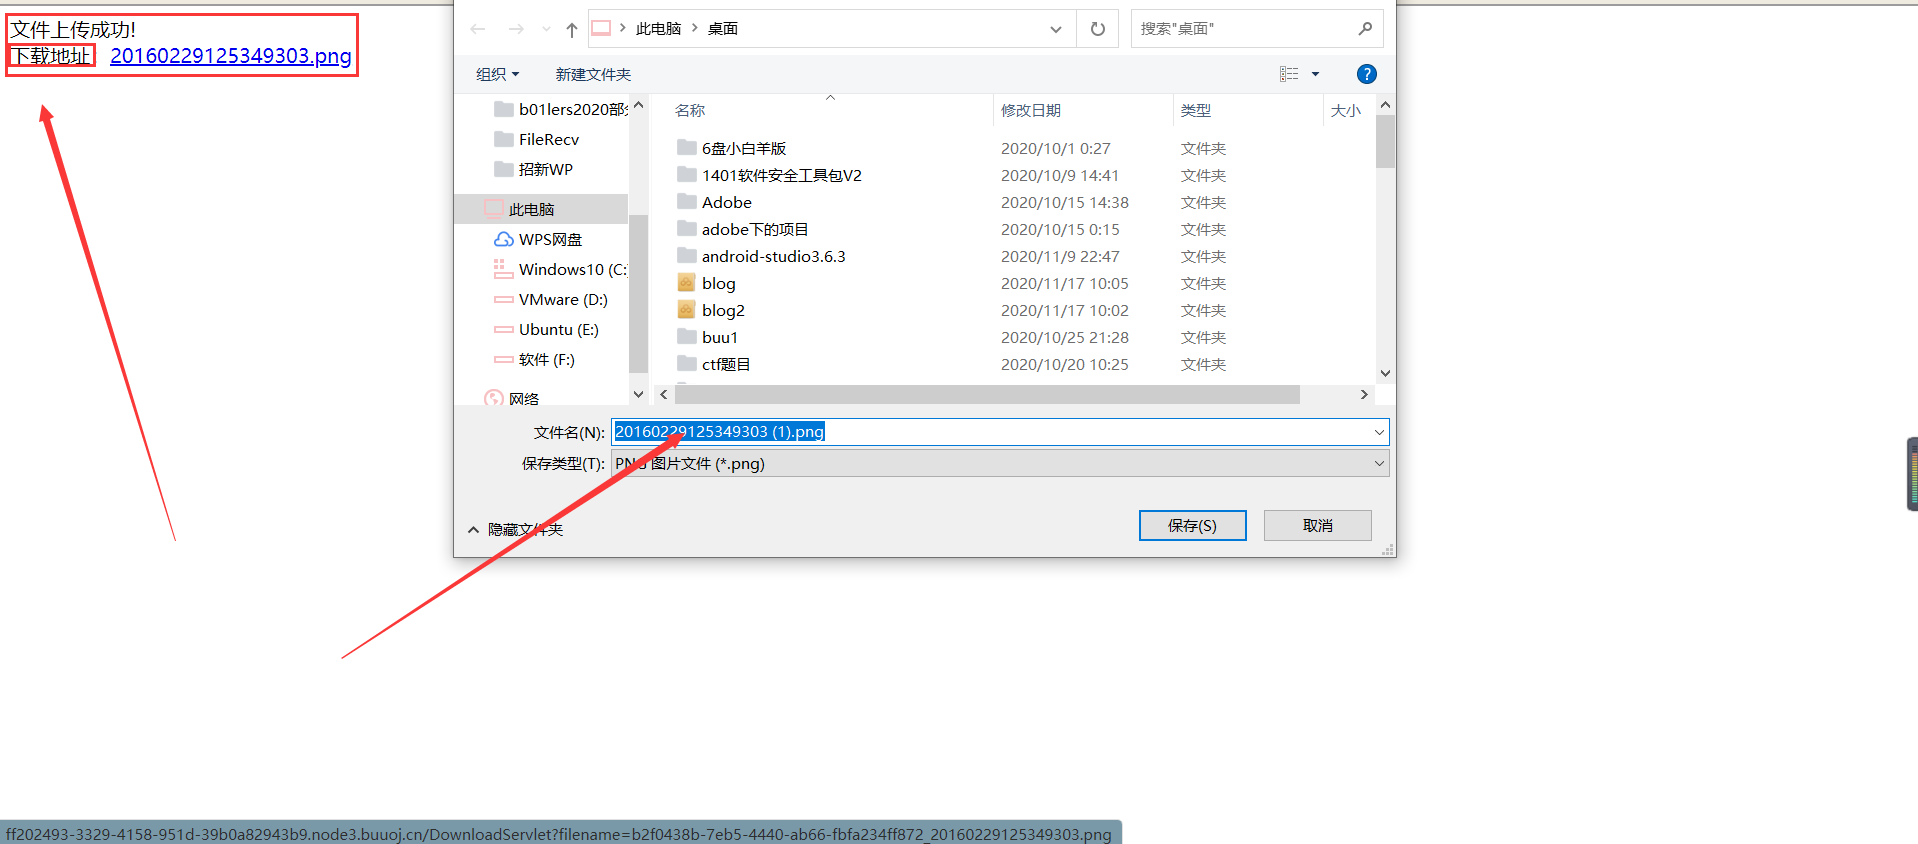 文件上传成功!
下载地址 20160229125349303.png
此电脑 桌面
搜索"桌面"
组织 新建文件夹
b01lers2020部
FileRecv
招新WP
此电脑
WPS网盘
Windows10 (C:
VMware (D:)
Ubuntu (E:)
软件 (F:)
网络
名称 修改日期 类型 大小
6盘小白羊版 2020/10/1 0:27 文件夹
1401软件安全工具包V2 2020/10/9 14:41 文件夹
Adobe 2020/10/15 14:38 文件夹
adobe下的项目 2020/10/15 0:15 文件夹
android-studio3.6.3 2020/11/9 22:47 文件夹
blog 2020/11/17 10:05 文件夹
blog2 2020/11/17 10:02 文件夹
buu1 2020/10/25 21:28 文件夹
ctf题目 2020/10/20 10:25 文件夹
文件名(N): 20160229125349303 (1).png
保存类型(T): PNG 图片文件 (*.png)
隐藏文件夹 保存(S) 取消
ff202493-3329-4158-951d-39b0a82943b9.node3.buuoj.cn/DownloadServlet?filename=b2f0438b-7eb5-4440-ab66-fbfa234ff872_20160229125349303.png